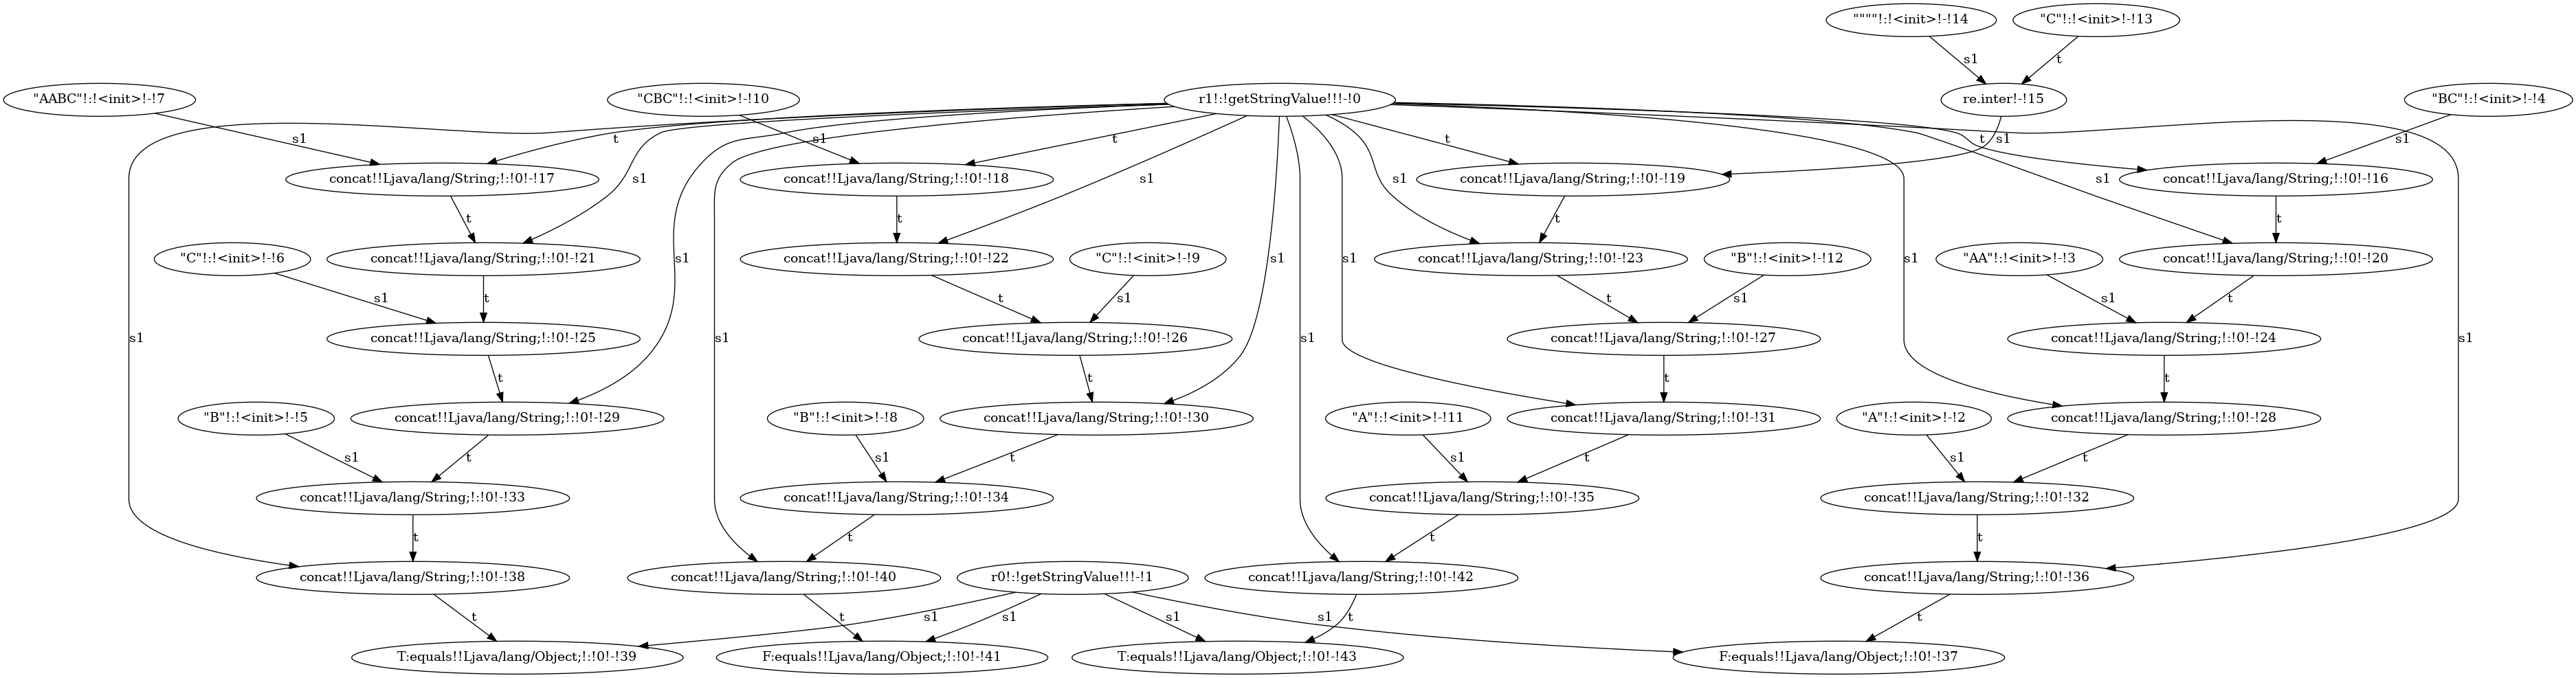 """"!:!<init>!-!14
"C"!:!<init>!-!13
s1
t
"AABC"!:!<init>!-!7
"CBC"!:!<init>!-!10
r1!:!getStringValue!!!-!0
re.inter!-!15
"BC"!:!<init>!-!4
s1
t
s1
t
t
t
s1
s1
concat!!Ljava/lang/String;!:!0!-!17
s1
concat!!Ljava/lang/String;!:!0!-!18
s1
s1
concat!!Ljava/lang/String;!:!0!-!19
s1
concat!!Ljava/lang/String;!:!0!-!16
t
t
t
t
"C"!:!<init>!-!6
concat!!Ljava/lang/String;!:!0!-!21
s1
concat!!Ljava/lang/String;!:!0!-!22
"C"!:!<init>!-!9
s1
s1
concat!!Ljava/lang/String;!:!0!-!23
"B"!:!<init>!-!12
s1
"AA"!:!<init>!-!3
concat!!Ljava/lang/String;!:!0!-!20
s1
t
t
s1
t
s1
s1
t
s1
concat!!Ljava/lang/String;!:!0!-!25
s1
concat!!Ljava/lang/String;!:!0!-!26
s1
concat!!Ljava/lang/String;!:!0!-!27
concat!!Ljava/lang/String;!:!0!-!24
s1
t
t
t
t
"B"!:!<init>!-!5
concat!!Ljava/lang/String;!:!0!-!29
"B"!:!<init>!-!8
concat!!Ljava/lang/String;!:!0!-!30
"A"!:!<init>!-!11
concat!!Ljava/lang/String;!:!0!-!31
"A"!:!<init>!-!2
concat!!Ljava/lang/String;!:!0!-!28
s1
t
s1
t
s1
t
s1
t
concat!!Ljava/lang/String;!:!0!-!33
concat!!Ljava/lang/String;!:!0!-!34
concat!!Ljava/lang/String;!:!0!-!35
concat!!Ljava/lang/String;!:!0!-!32
t
t
t
t
concat!!Ljava/lang/String;!:!0!-!38
concat!!Ljava/lang/String;!:!0!-!40
r0!:!getStringValue!!!-!1
concat!!Ljava/lang/String;!:!0!-!42
concat!!Ljava/lang/String;!:!0!-!36
t
t
s1
s1
s1
t
s1
t
T:equals!!Ljava/lang/Object;!:!0!-!39
F:equals!!Ljava/lang/Object;!:!0!-!41
T:equals!!Ljava/lang/Object;!:!0!-!43
F:equals!!Ljava/lang/Object;!:!0!-!37